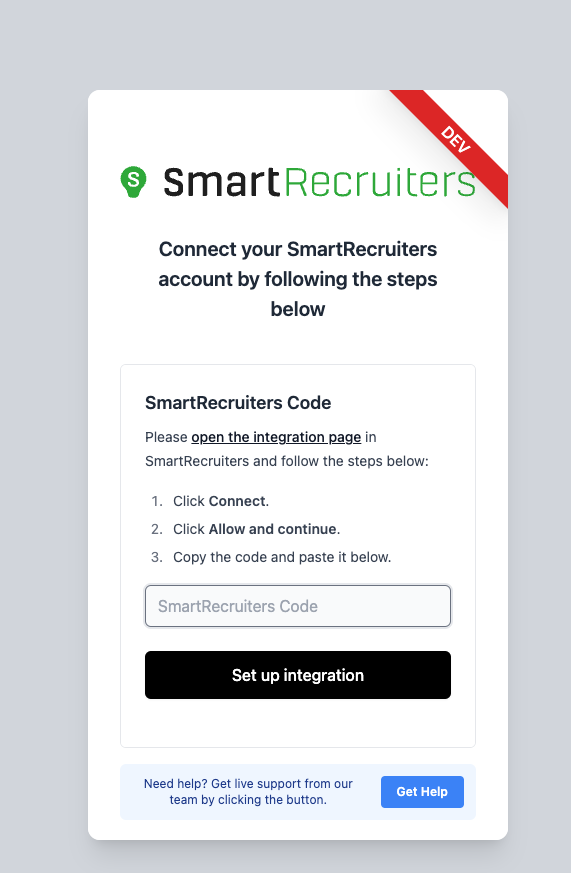 DEV
S SmartRecruiters
Connect your SmartRecruiters
account by following the steps
below
SmartRecruiters Code
Please open the integration page in
SmartRecruiters and follow the steps below:
1. Click Connect.
2. Click Allow and continue.
3. Copy the code and paste it below.
SmartRecruiters Code
Set up integration
Need help? Get live support from our
team by clicking the button.
Get Help